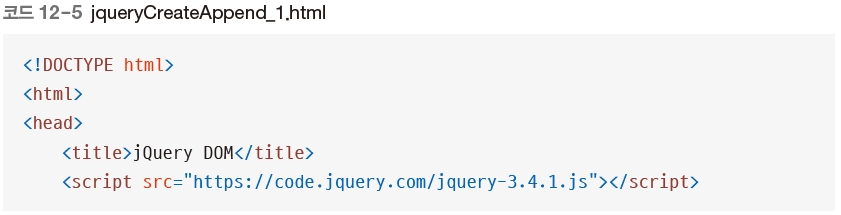 코드 12-5 jqueryCreateAppend_1.html
<!DOCTYPE html>
<html>
<head>
<title>jQuery DOM</title>
<script src="https://code.jquery.com/jquery-3.4.1.js"></script>